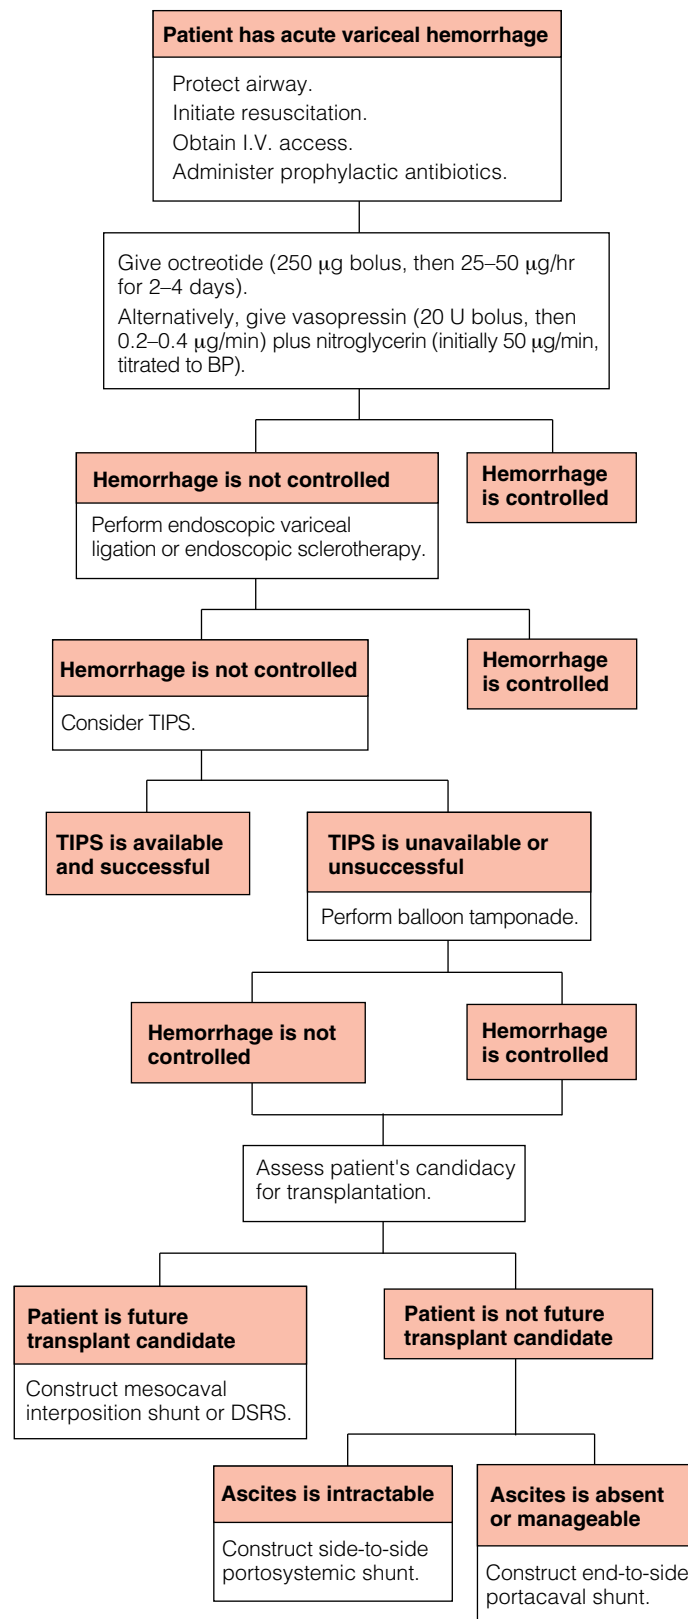 Patient has acute variceal hemorrhage
Protect airway.
Initiate resuscitation.
Obtain I.V. access.
Administer prophylactic antibiotics.
Give octreotide (250 μg bolus, then 25–50 μg/hr
for 2–4 days).
Alternatively, give vasopressin (20 U bolus, then
0.2–0.4 μg/min) plus nitroglycerin (initially 50 μg/min,
titrated to BP).
Hemorrhage is not controlled
Perform endoscopic variceal
ligation or endoscopic sclerotherapy.
Hemorrhage
is controlled
Hemorrhage is not controlled
Consider TIPS.
Hemorrhage
is controlled
TIPS is available
and successful
TIPS is unavailable or
unsuccessful
Perform balloon tamponade.
Hemorrhage is not
controlled
Hemorrhage
is controlled
Assess patient's candidacy
for transplantation.
Patient is future
transplant candidate
Construct mesocaval
interposition shunt or DSRS.
Patient is not future
transplant candidate
Ascites is intractable
Construct side-to-side
portosystemic shunt.
Ascites is absent
or manageable
Construct end-to-side
portacaval shunt.